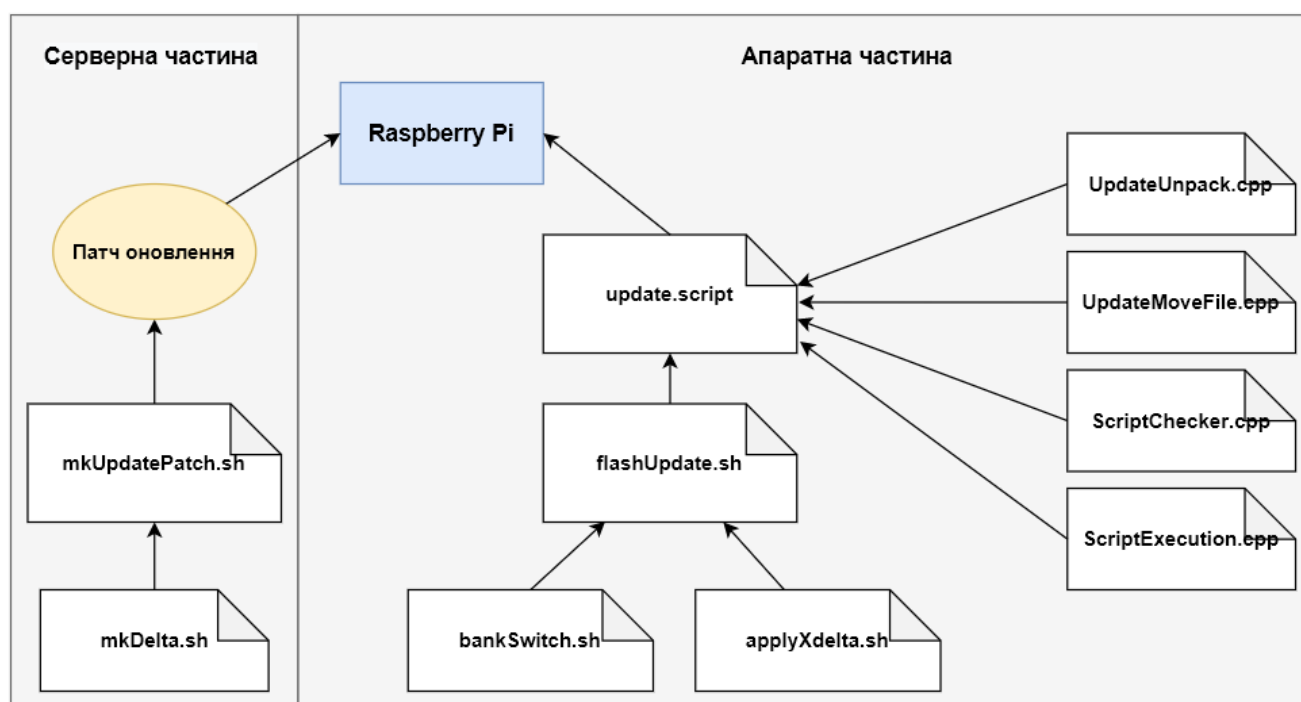 Серверна частина
Апаратна частина
Raspberry Pi
UpdateUnpack.cpp
Патч оновлення
update.script
UpdateMoveFile.cpp
mkUpdatePatch.sh
flashUpdate.sh
ScriptChecker.cpp
ScriptExecution.cpp
mkDelta.sh
bankSwitch.sh
applyXdelta.sh